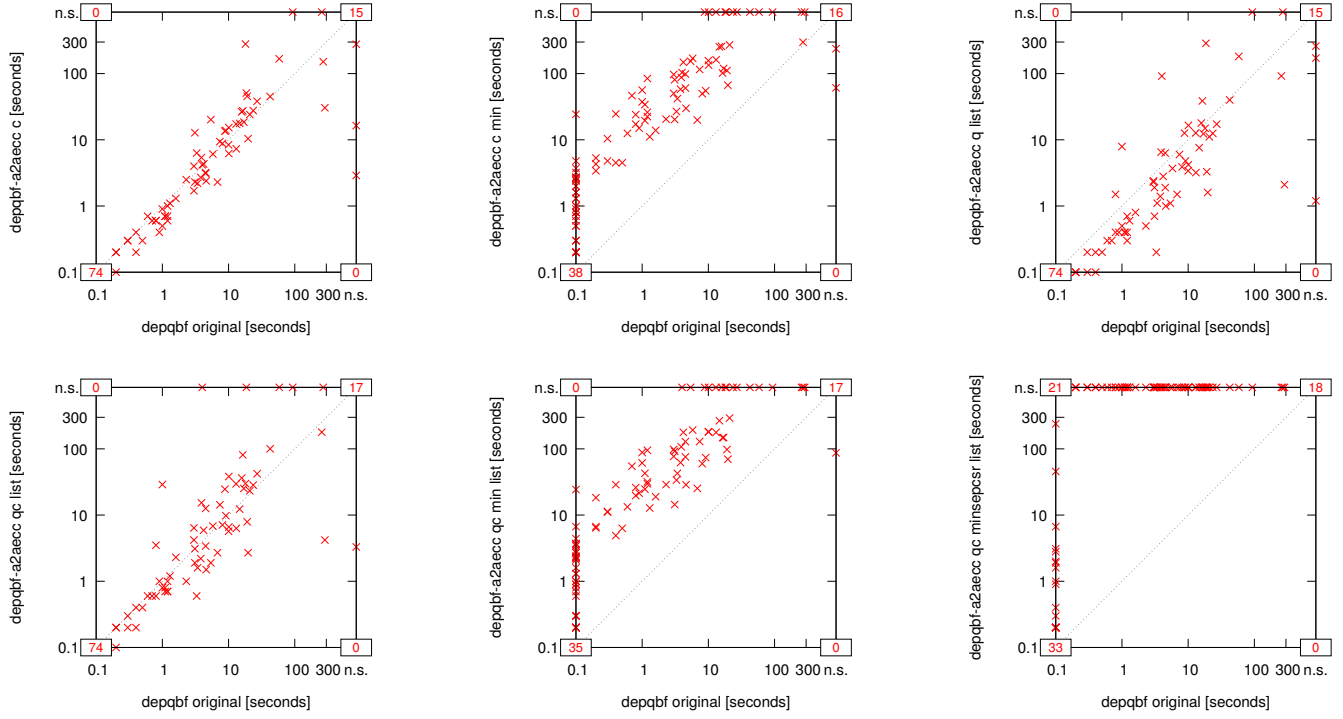 n.s. 0 15
300
100
10
1
0.1 74 0
0.1 1 10 100 300 n.s.
depqbf-a2aecc c [seconds]
depqbf original [seconds]
n.s. 0 16
300
100
10
1
0.1 38 0
0.1 1 10 100 300 n.s.
depqbf-a2aecc c min [seconds]
depqbf original [seconds]
n.s. 0 15
300
100
10
1
0.1 74 0
0.1 1 10 100 300 n.s.
depqbf-a2aecc q list [seconds]
depqbf original [seconds]
n.s. 0 17
300
100
10
1
0.1 74 0
0.1 1 10 100 300 n.s.
depqbf-a2aecc qc list [seconds]
depqbf original [seconds]
n.s. 0 17
300
100
10
1
0.1 35 0
0.1 1 10 100 300 n.s.
depqbf-a2aecc qc min list [seconds]
depqbf original [seconds]
n.s. 21 18
300
100
10
1
0.1 33 0
0.1 1 10 100 300 n.s.
depqbf-a2aecc qc minsepcsr list [seconds]
depqbf original [seconds]